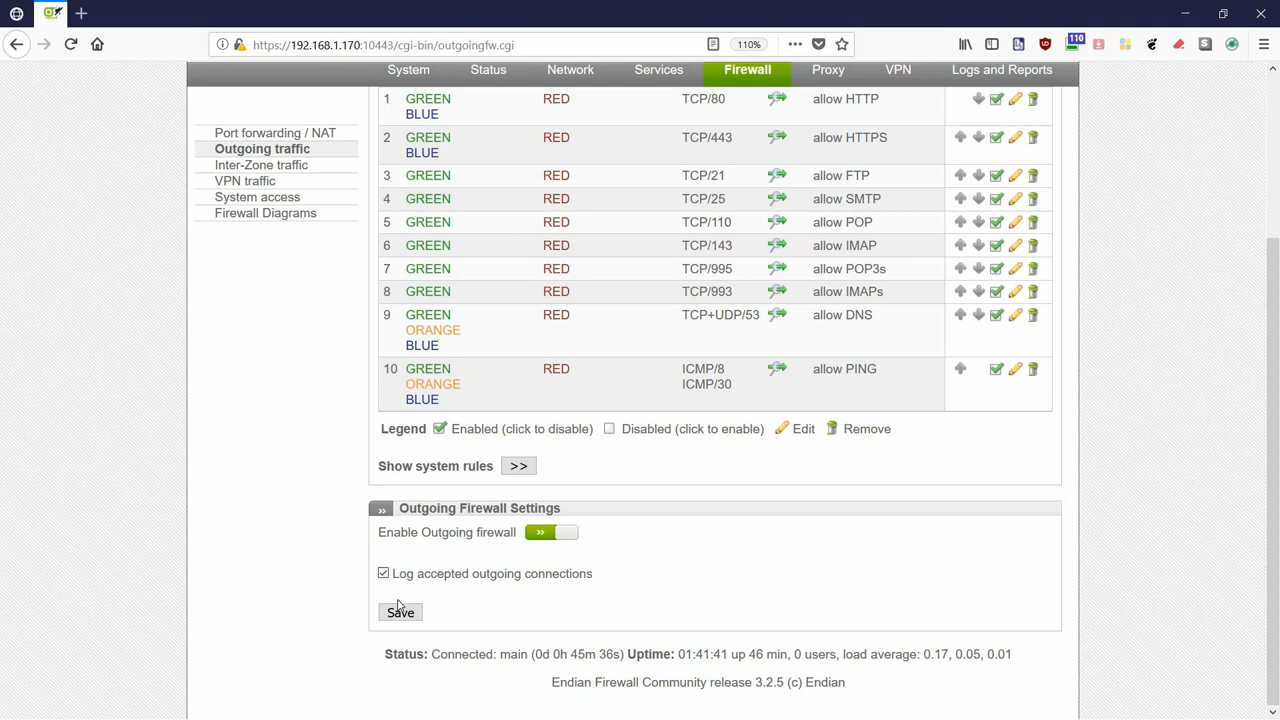 https://192.168.1.170:10443/cgi-bin/outgoingfw.cgi
110%
110
System Status Network Services Firewall Proxy VPN Logs and Reports
Port forwarding / NAT
Outgoing traffic
Inter-Zone traffic
VPN traffic
System access
Firewall Diagrams
1 GREEN RED TCP/80 allow HTTP
BLUE
2 GREEN RED TCP/443 allow HTTPS
BLUE
3 GREEN RED TCP/21 allow FTP
4 GREEN RED TCP/25 allow SMTP
5 GREEN RED TCP/110 allow POP
6 GREEN RED TCP/143 allow IMAP
7 GREEN RED TCP/995 allow POP3s
8 GREEN RED TCP/993 allow IMAPs
9 GREEN RED TCP+UDP/53 allow DNS
ORANGE
BLUE
10 GREEN RED ICMP/8 allow PING
ORANGE ICMP/30
BLUE
Legend Enabled (click to disable) Disabled (click to enable) Edit Remove
Show system rules >>
» Outgoing Firewall Settings
Enable Outgoing firewall »
Log accepted outgoing connections
Save
Status: Connected: main (0d 0h 45m 36s) Uptime: 01:41:41 up 46 min, 0 users, load average: 0.17, 0.05, 0.01
Endian Firewall Community release 3.2.5 (c) Endian